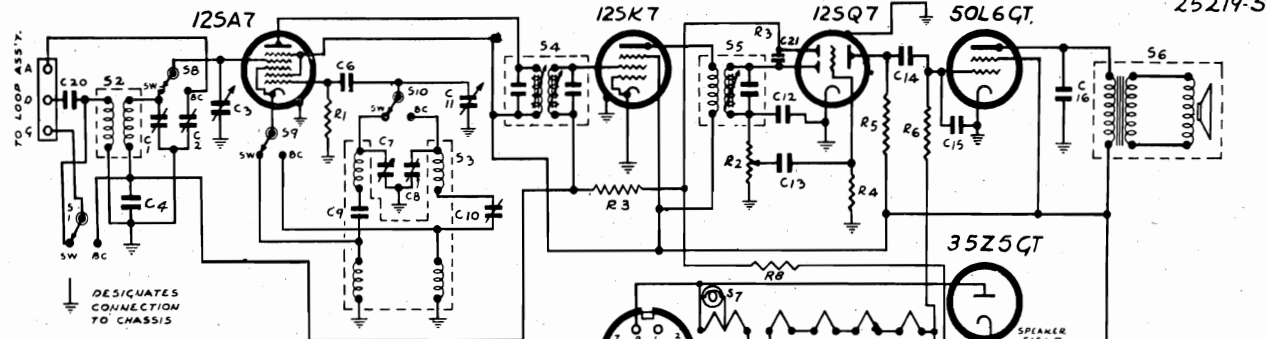 12SA7
12SK7
12SQ7
50L6GT.
25219-S
TO LOOP ASS'Y.
A
D
G
C20
S2
SW
S8
BC
C1
C2
C3
C4
S1
SW
BC
S9
SW
BC
R1
C6
S10
SW
BC
C11
C7
C8
S3
C9
C10
S4
R3
S5
R3
C21
C12
R2
C13
R4
R5
C14
R6
C15
C16
S6
35Z5GT
R8
S7
SPEAKER
DESIGNATES
CONNECTION
TO CHASSIS